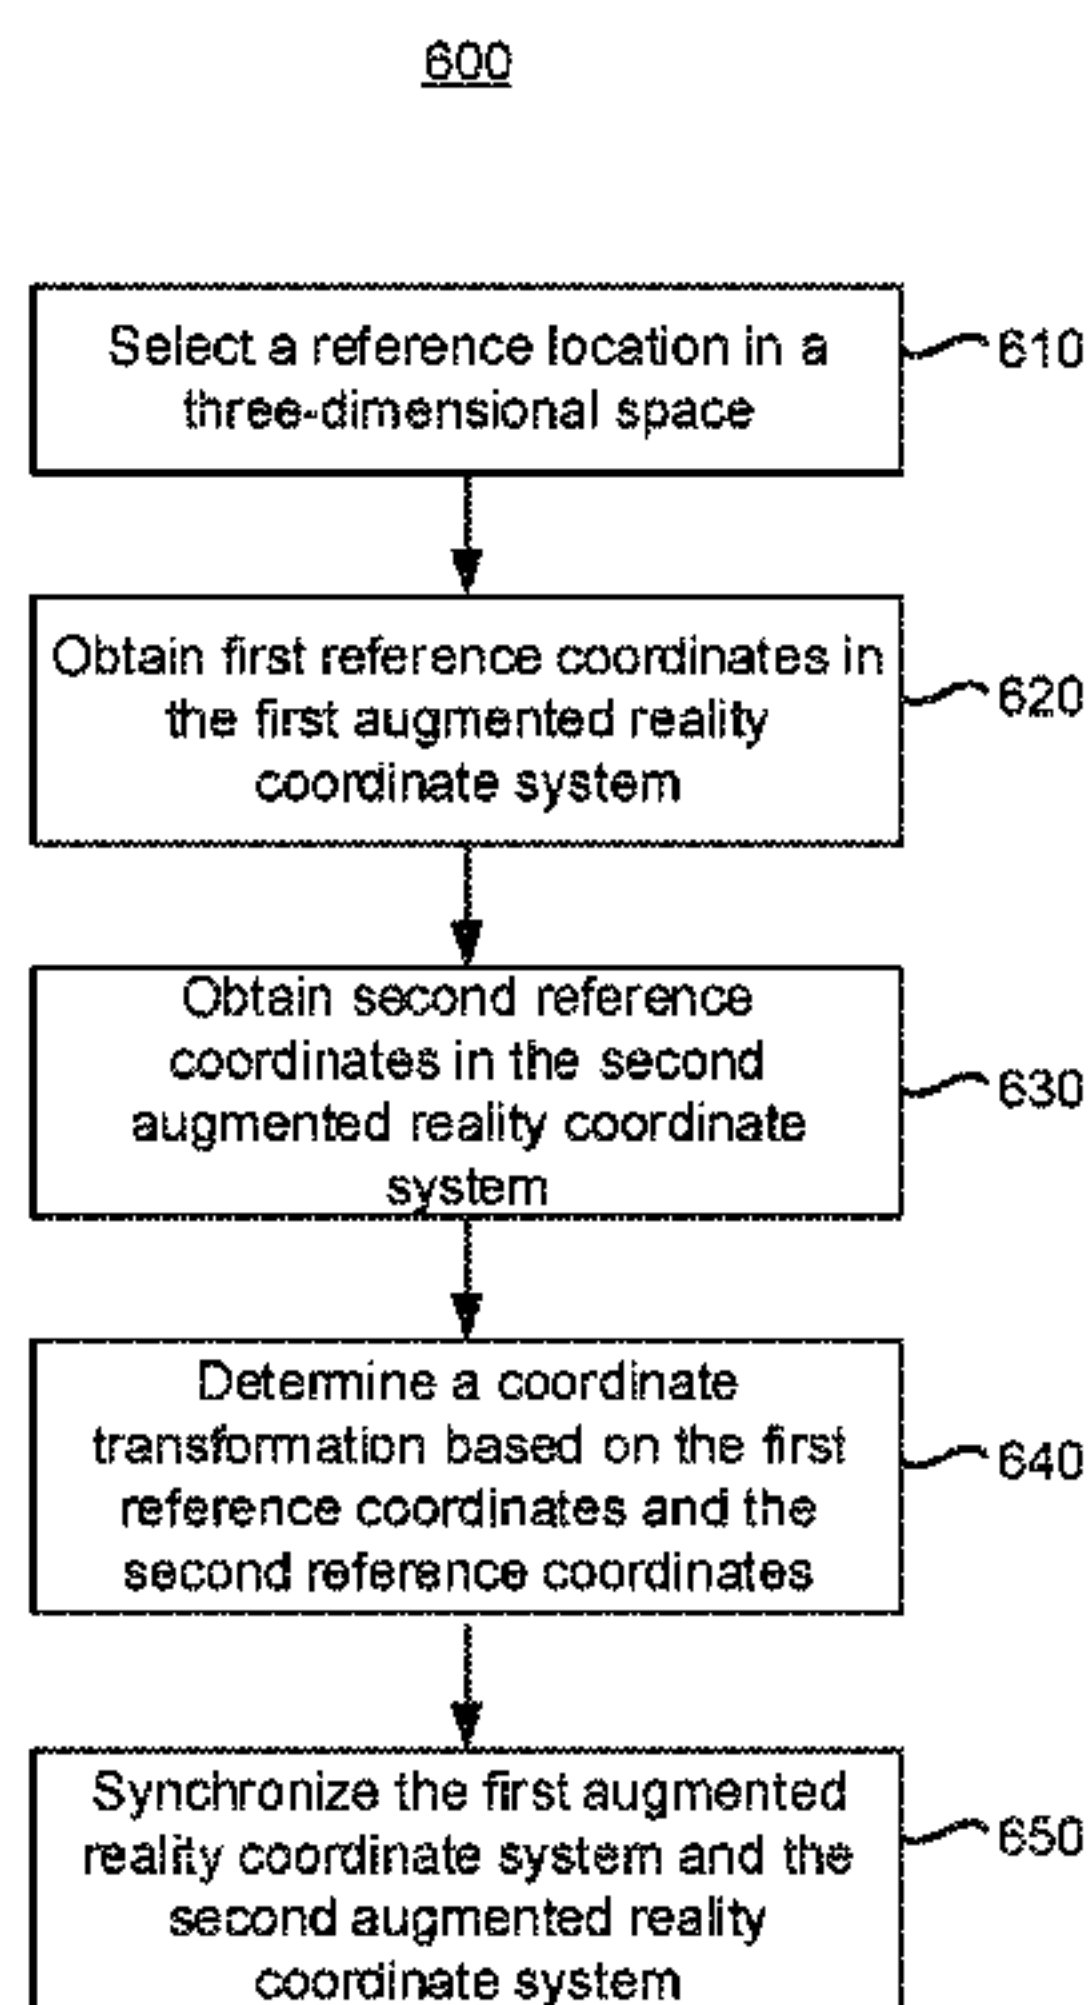 600
Select a reference location in a
three-dimensional space
610
Obtain first reference coordinates in
the first augmented reality
coordinate system
620
Obtain second reference
coordinates in the second
augmented reality coordinate
system
630
Determine a coordinate
transformation based on the first
reference coordinates and the
second reference coordinates
640
Synchronize the first augmented
reality coordinate system and the
second augmented reality
coordinate system
650